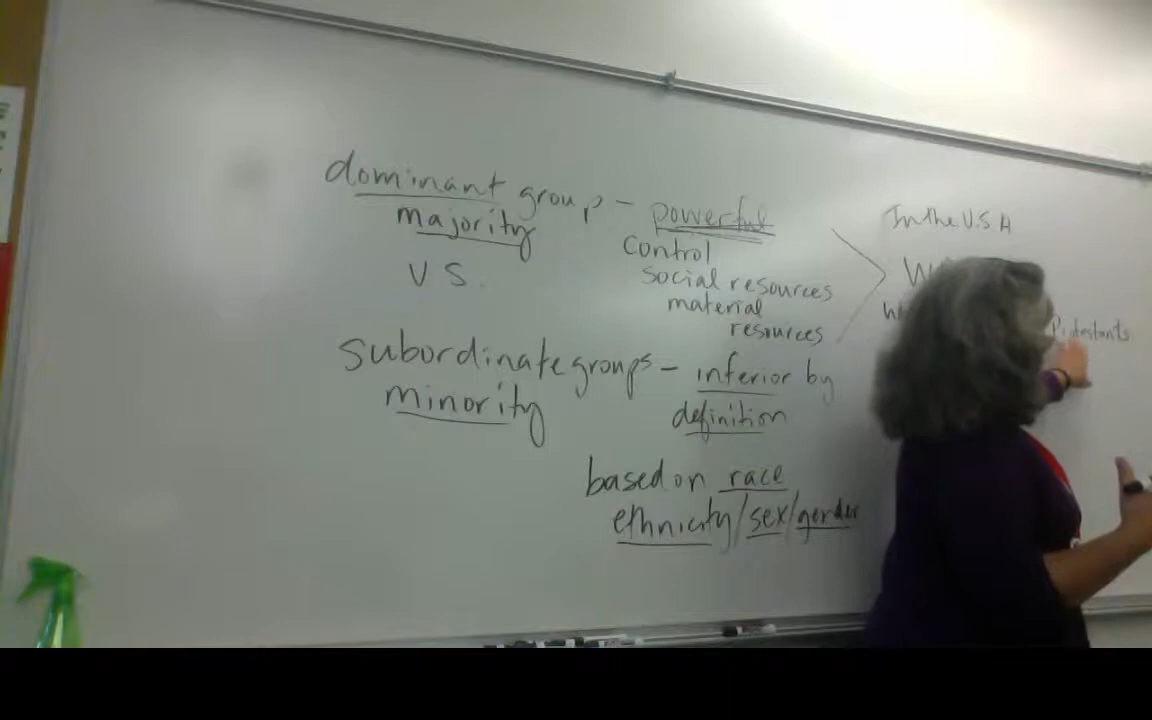 dominant group - powerful
majority
control
social resources
material
resources
VS.
subordinate groups - inferior by
minority
definition
based on race
ethnicity/sex/gender
In the U.S.A
Protestants